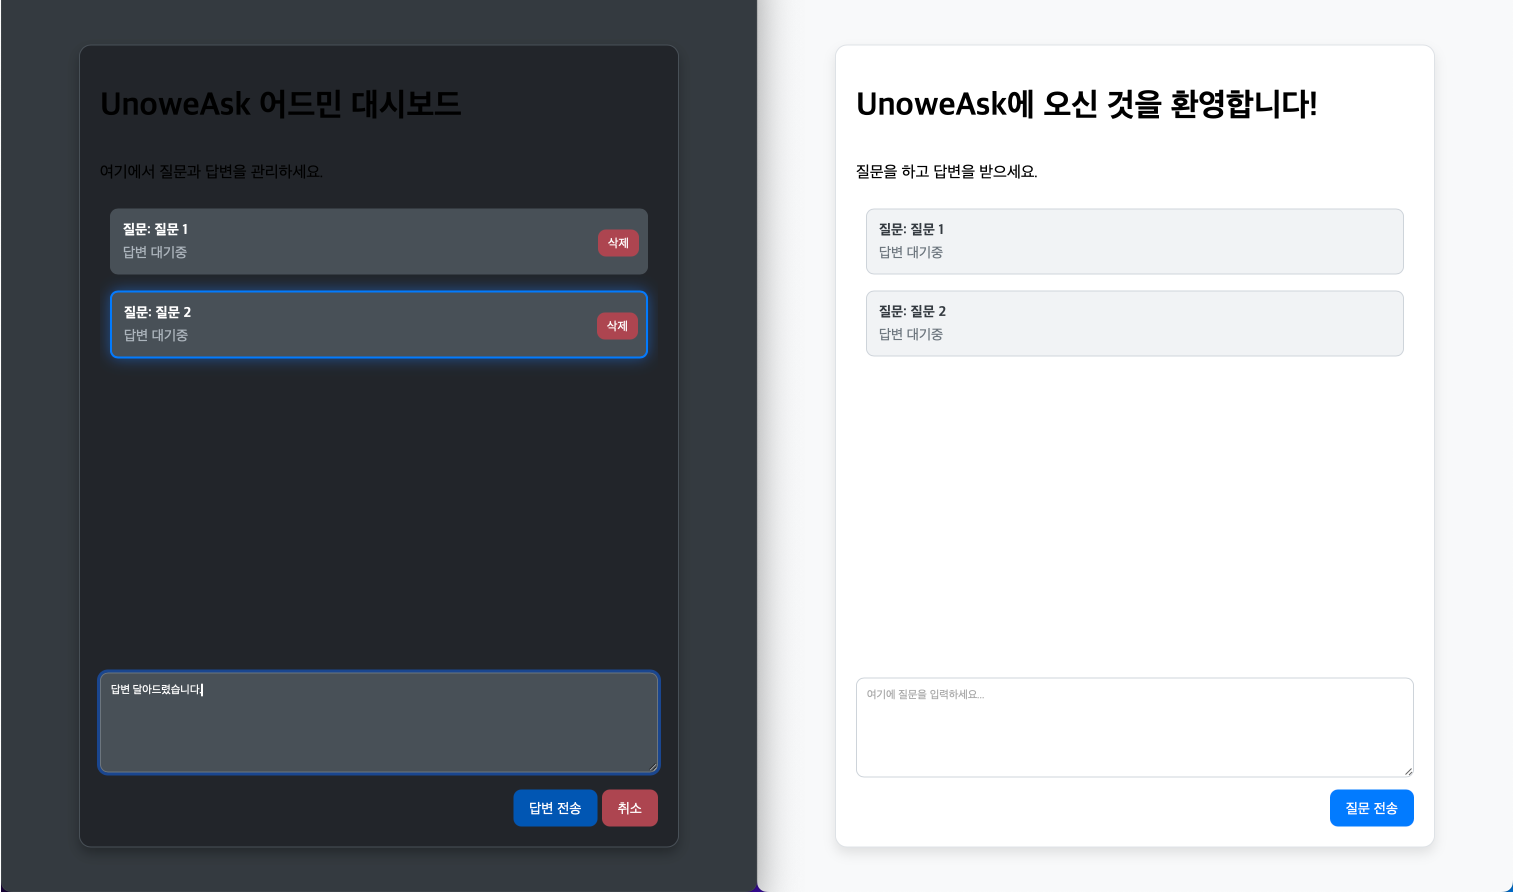 UnoweAsk 어드민 대시보드
여기에서 질문과 답변을 관리하세요.
질문: 질문 1
답변 대기중
삭제
질문: 질문 2
답변 대기중
삭제
답변 달아드렸습니다.
답변 전송
취소
UnoweAsk에 오신 것을 환영합니다!
질문을 하고 답변을 받으세요.
질문: 질문 1
답변 대기중
질문: 질문 2
답변 대기중
여기에 질문을 입력하세요...
질문 전송